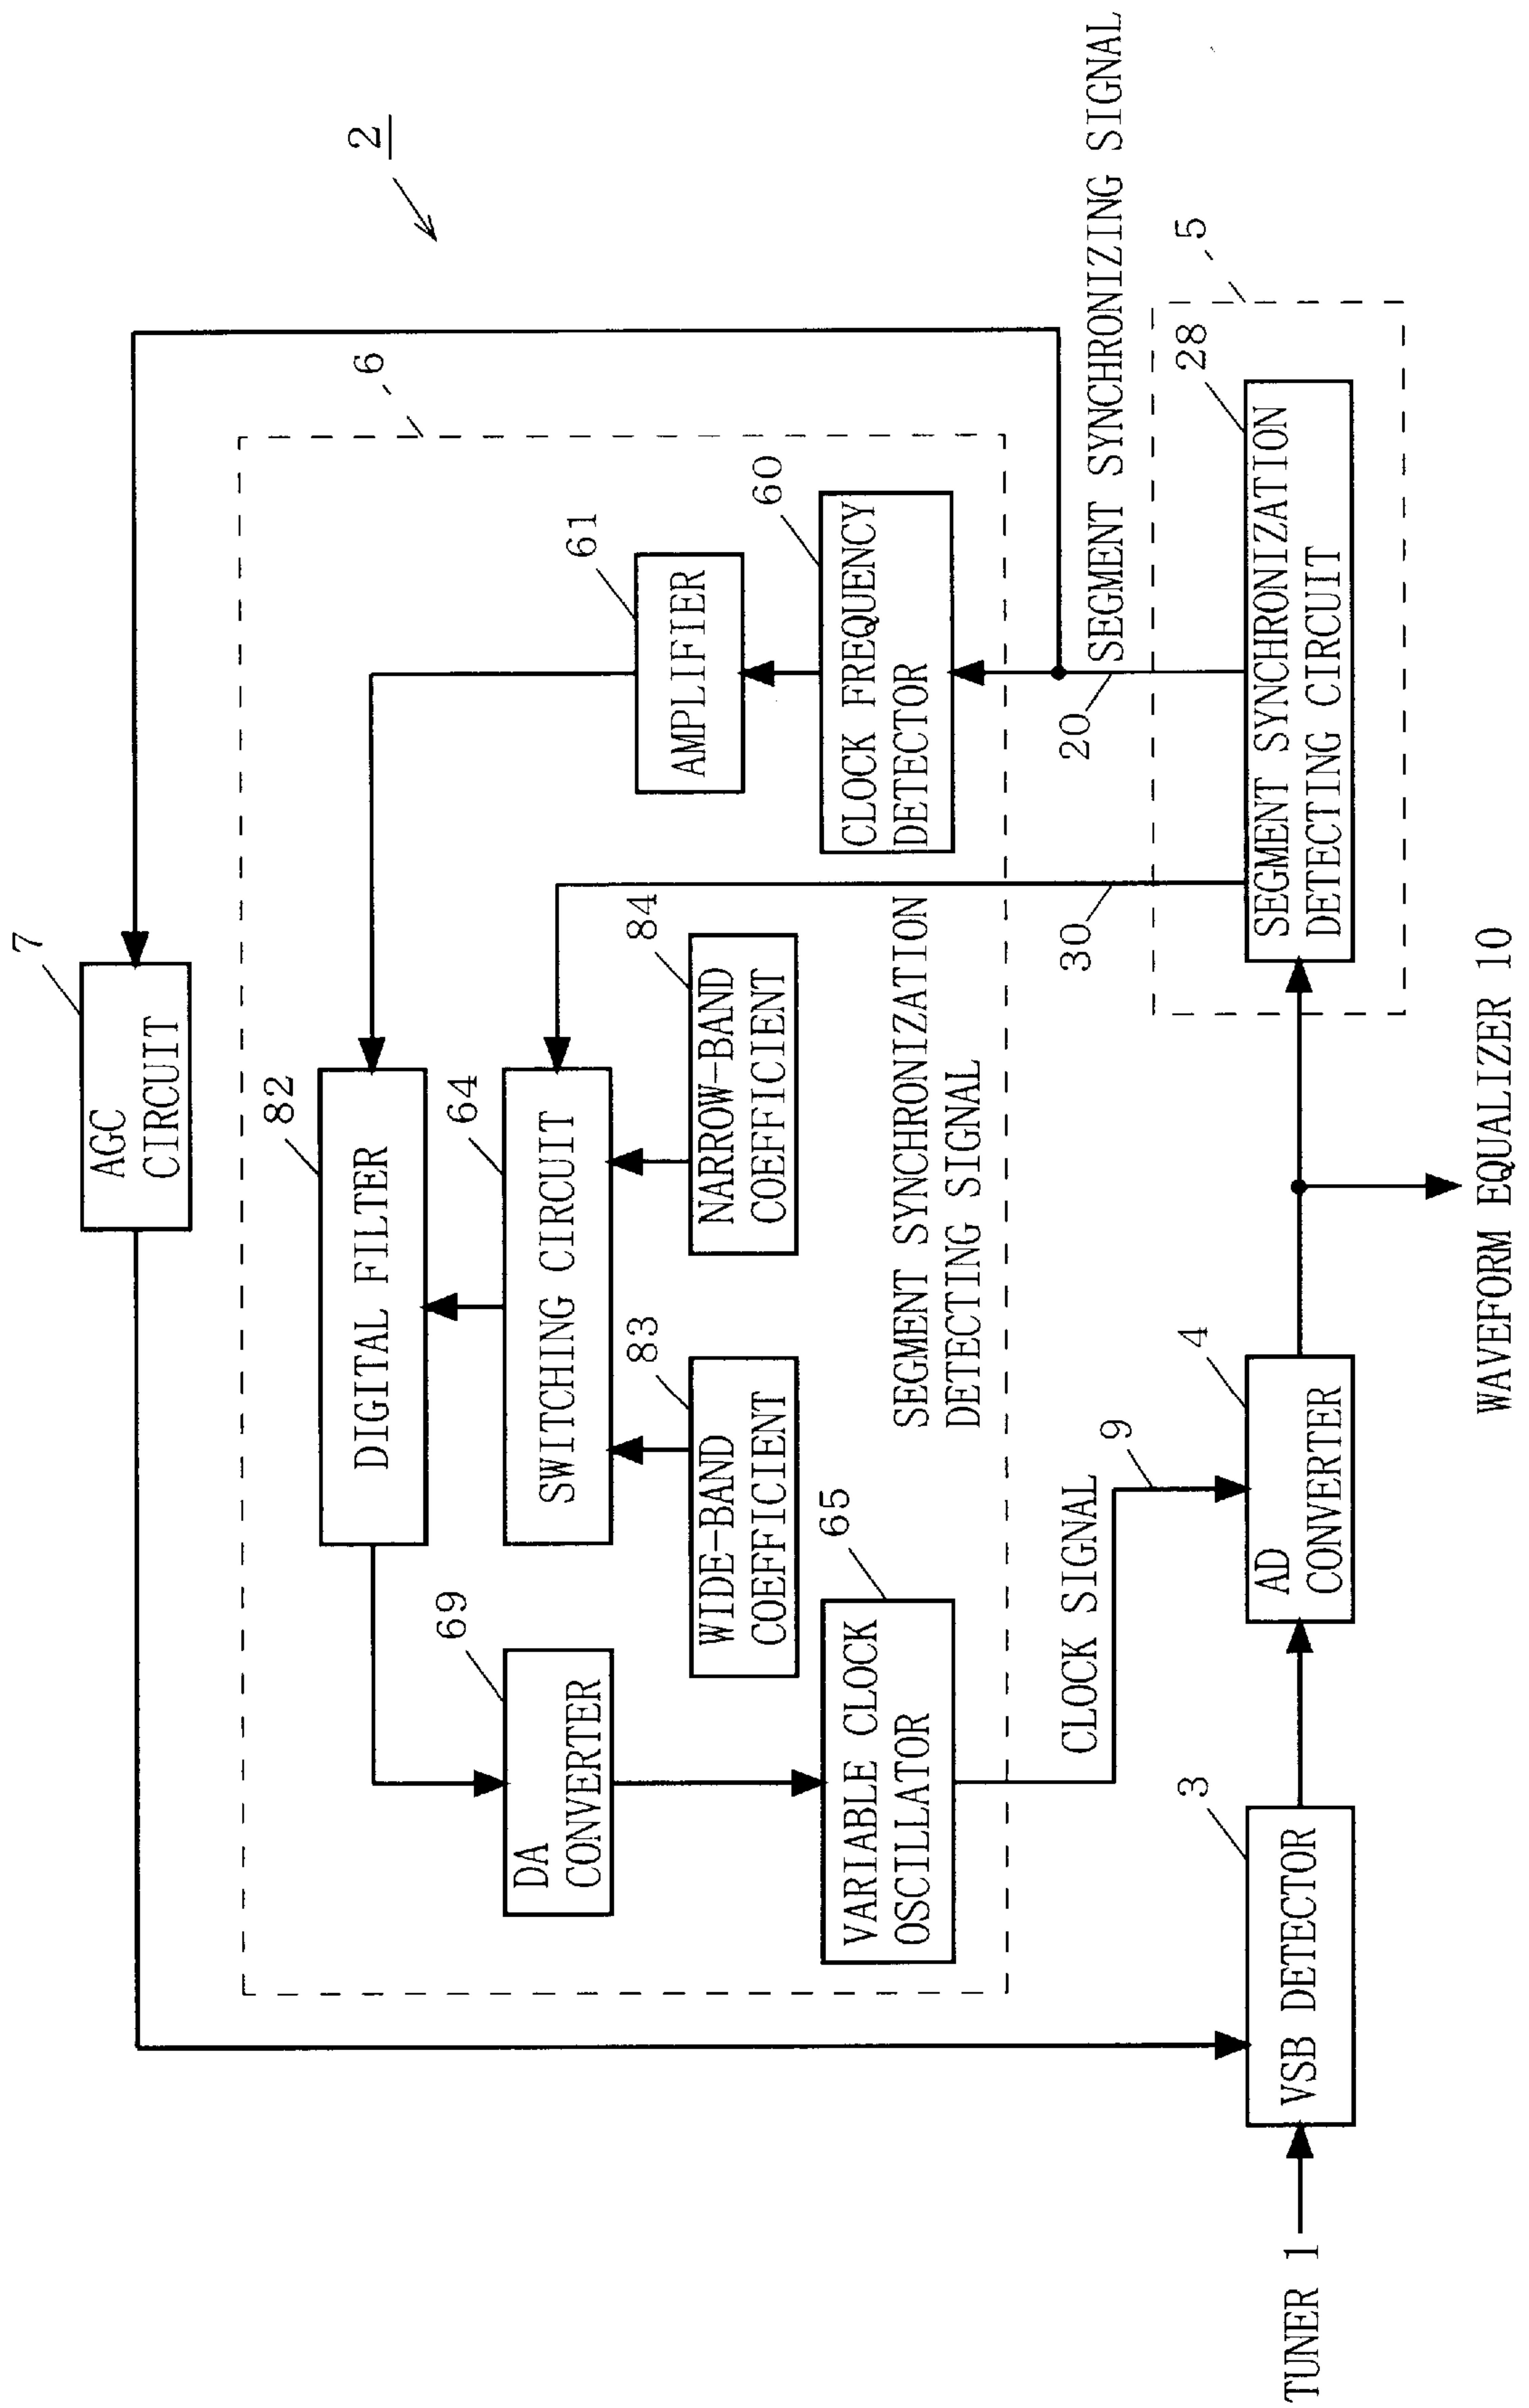 2
7
AGC
CIRCUIT
6
82
DIGITAL FILTER
61
AMPLIFIER
69
DA
CONVERTER
64
SWITCHING CIRCUIT
60
CLOCK FREQUENCY
DETECTOR
83
WIDE-BAND
COEFFICIENT
84
NARROW-BAND
COEFFICIENT
65
VARIABLE CLOCK
OSCILLATOR
SEGMENT SYNCHRONIZATION
DETECTING SIGNAL
CLOCK SIGNAL
9
30
20
SEGMENT SYNCHRONIZING SIGNAL
5
TUNER 1
3
VSB DETECTOR
4
AD
CONVERTER
28
SEGMENT SYNCHRONIZATION
DETECTING CIRCUIT
WAVEFORM EQUALIZER 10